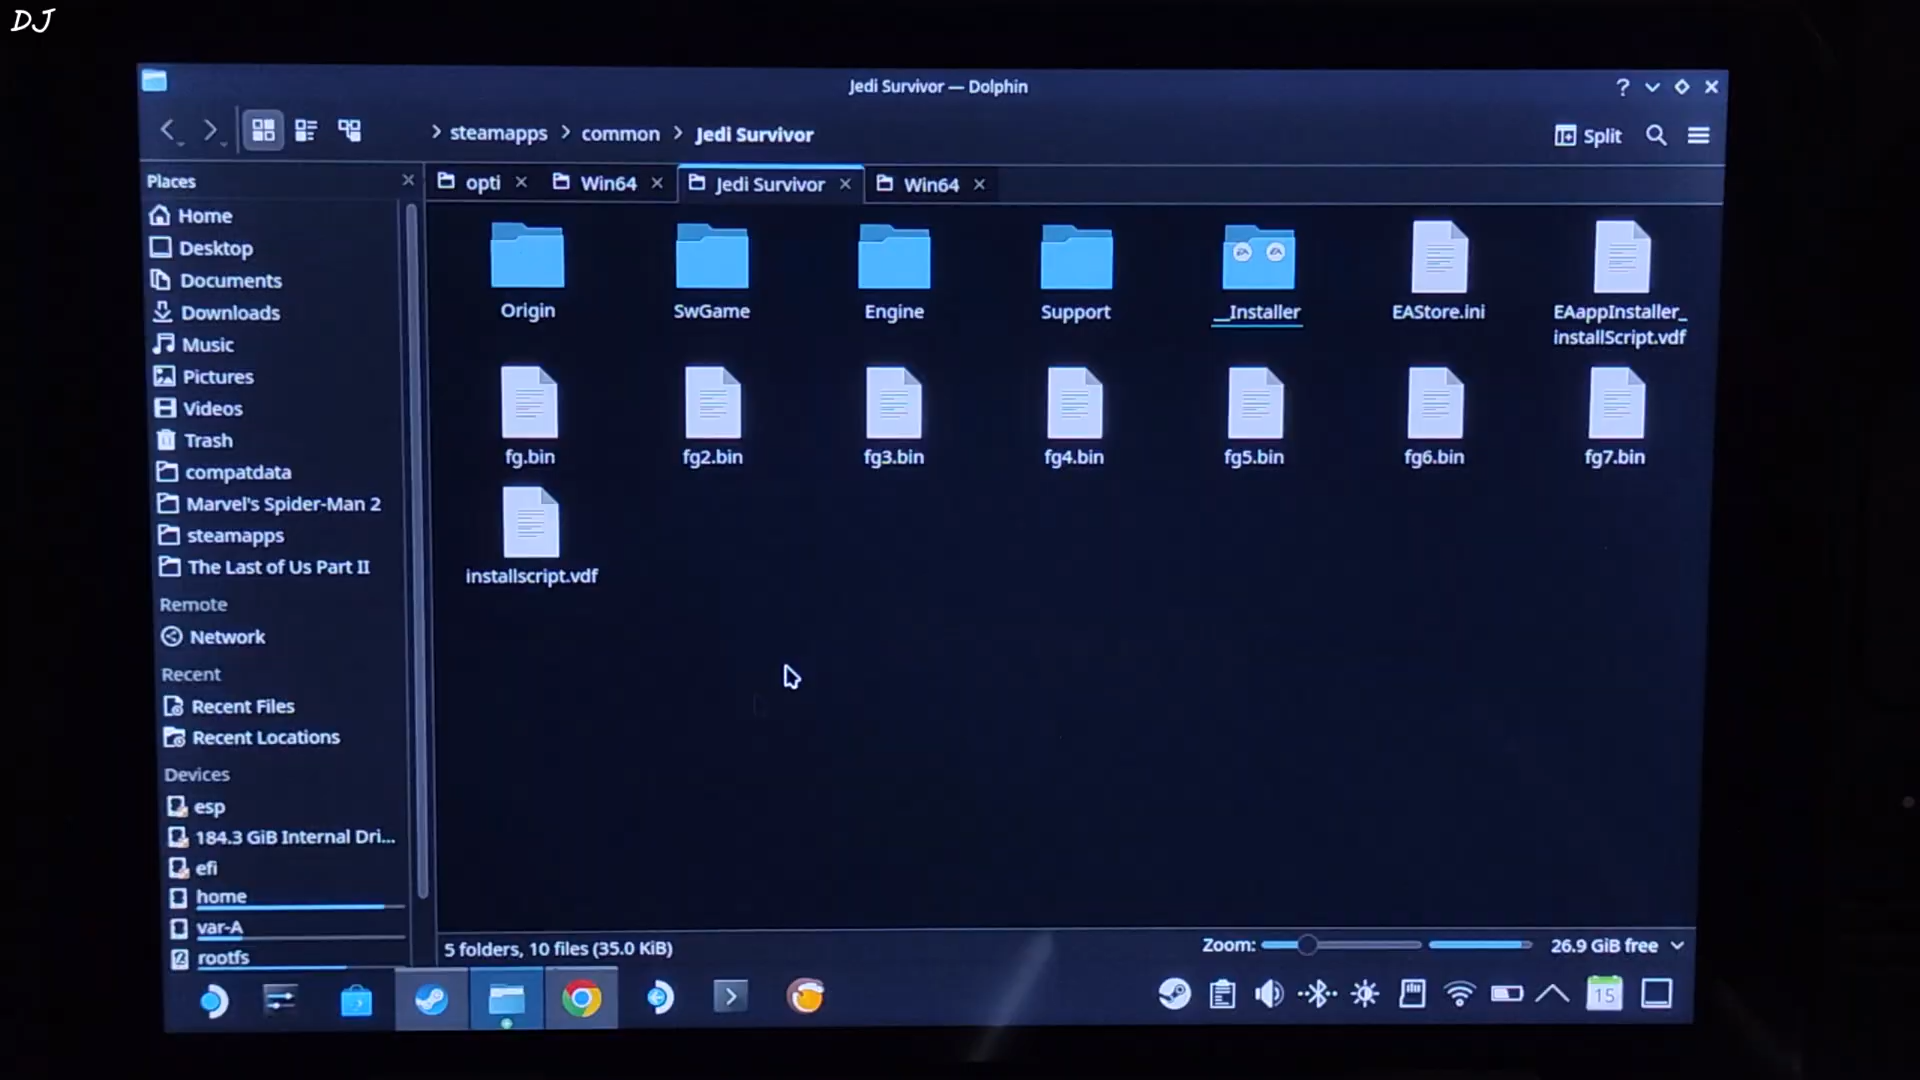 DJ
Jedi Survivor — Dolphin
steamapps > common > Jedi Survivor
Split
Places
opti
Win64
Jedi Survivor
Win64
Home
Desktop
Documents
Downloads
Music
Pictures
Videos
Trash
compatdata
Marvel's Spider-Man 2
steamapps
The Last of Us Part II
Remote
Network
Recent
Recent Files
Recent Locations
Devices
esp
184.3 GiB Internal Dri...
efi
home
var-A
rootfs
Origin
SwGame
Engine
Support
__Installer
EAStore.ini
EAappInstaller_
installScript.vdf
fg.bin
fg2.bin
fg3.bin
fg4.bin
fg5.bin
fg6.bin
fg7.bin
installscript.vdf
5 folders, 10 files (35.0 KiB)
Zoom:
26.9 GiB free
15